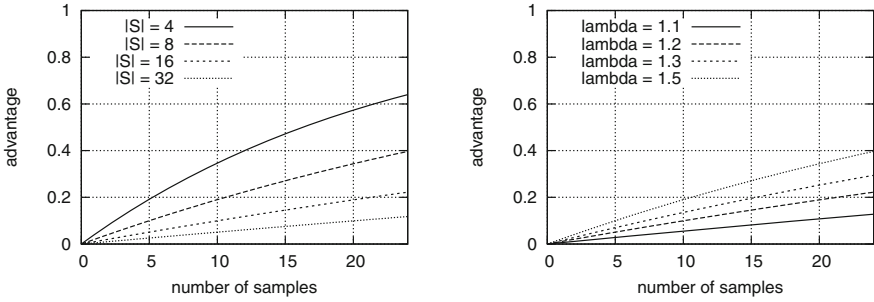 1
0.8
0.6
0.4
0.2
0
0 5 10 15 20
advantage
number of samples
|S| = 4
|S| = 8
|S| = 16
|S| = 32
1
0.8
0.6
0.4
0.2
0
0 5 10 15 20
advantage
number of samples
lambda = 1.1
lambda = 1.2
lambda = 1.3
lambda = 1.5